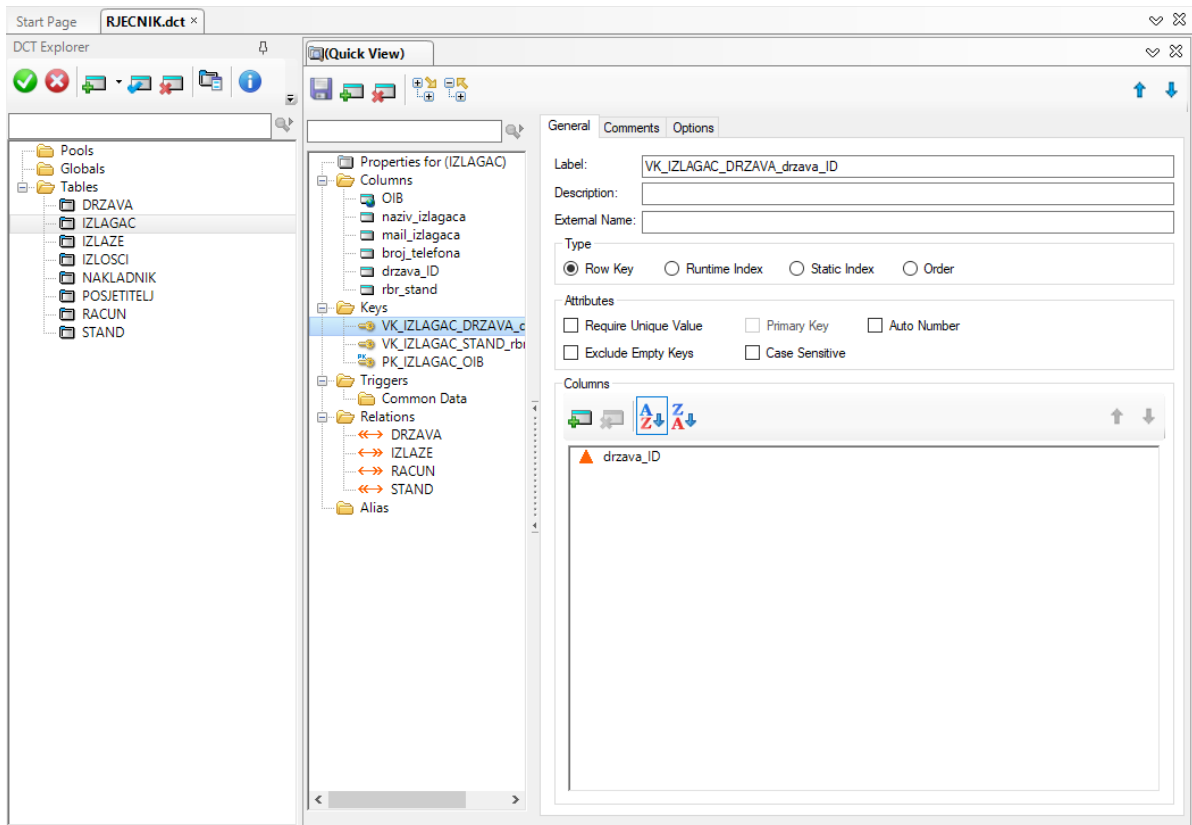 Start Page
RJECNIK.dct ×
DCT Explorer
Pools
Globals
Tables
DRZAVA
IZLAGAC
IZLAZE
IZLOSCI
NAKLADNIK
POSJETITELJ
RACUN
STAND
(Quick View)
Properties for (IZLAGAC)
Columns
OIB
naziv_izlagaca
mail_izlagaca
broj_telefona
drzava_ID
rbr_stand
Keys
VK_IZLAGAC_DRZAVA_
VK_IZLAGAC_STAND_rb
PK_IZLAGAC_OIB
Triggers
Common Data
Relations
DRZAVA
IZLAZE
RACUN
STAND
Alias
General Comments Options
Label: VK_IZLAGAC_DRZAVA_drzava_ID
Description:
External Name:
Type
Row Key Runtime Index Static Index Order
Attributes
Require Unique Value Primary Key Auto Number
Exclude Empty Keys Case Sensitive
Columns
drzava_ID